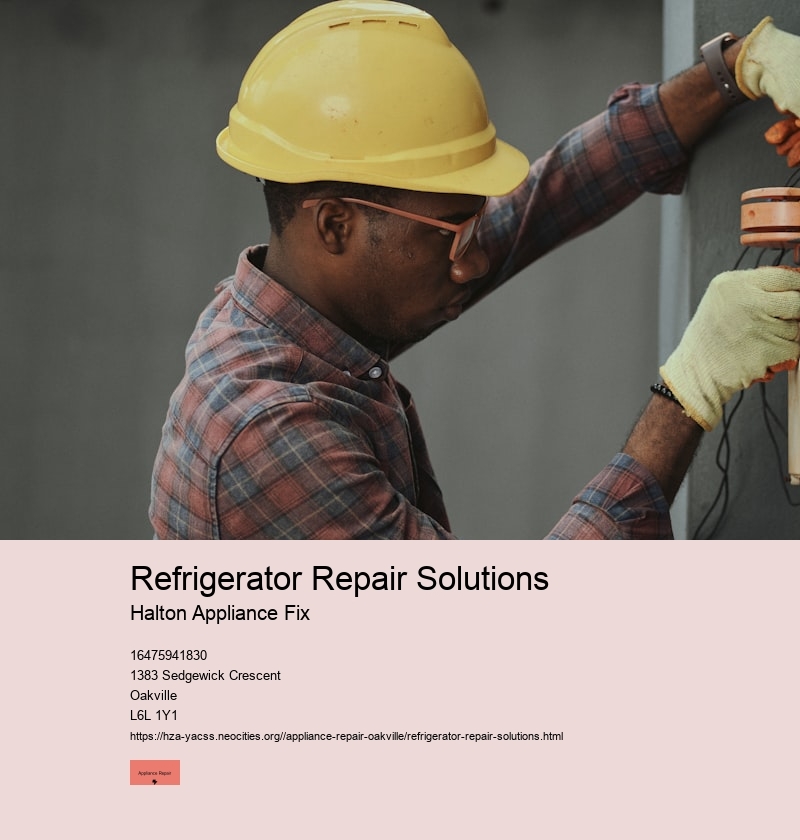 Refrigerator Repair Solutions
Halton Appliance Fix
16475941830
1383 Sedgewick Crescent
Oakville
L6L 1Y1
https://hza-yacss.neocities.org//appliance-repair-oakville/refrigerator-repair-solutions.html
Appliance Repair